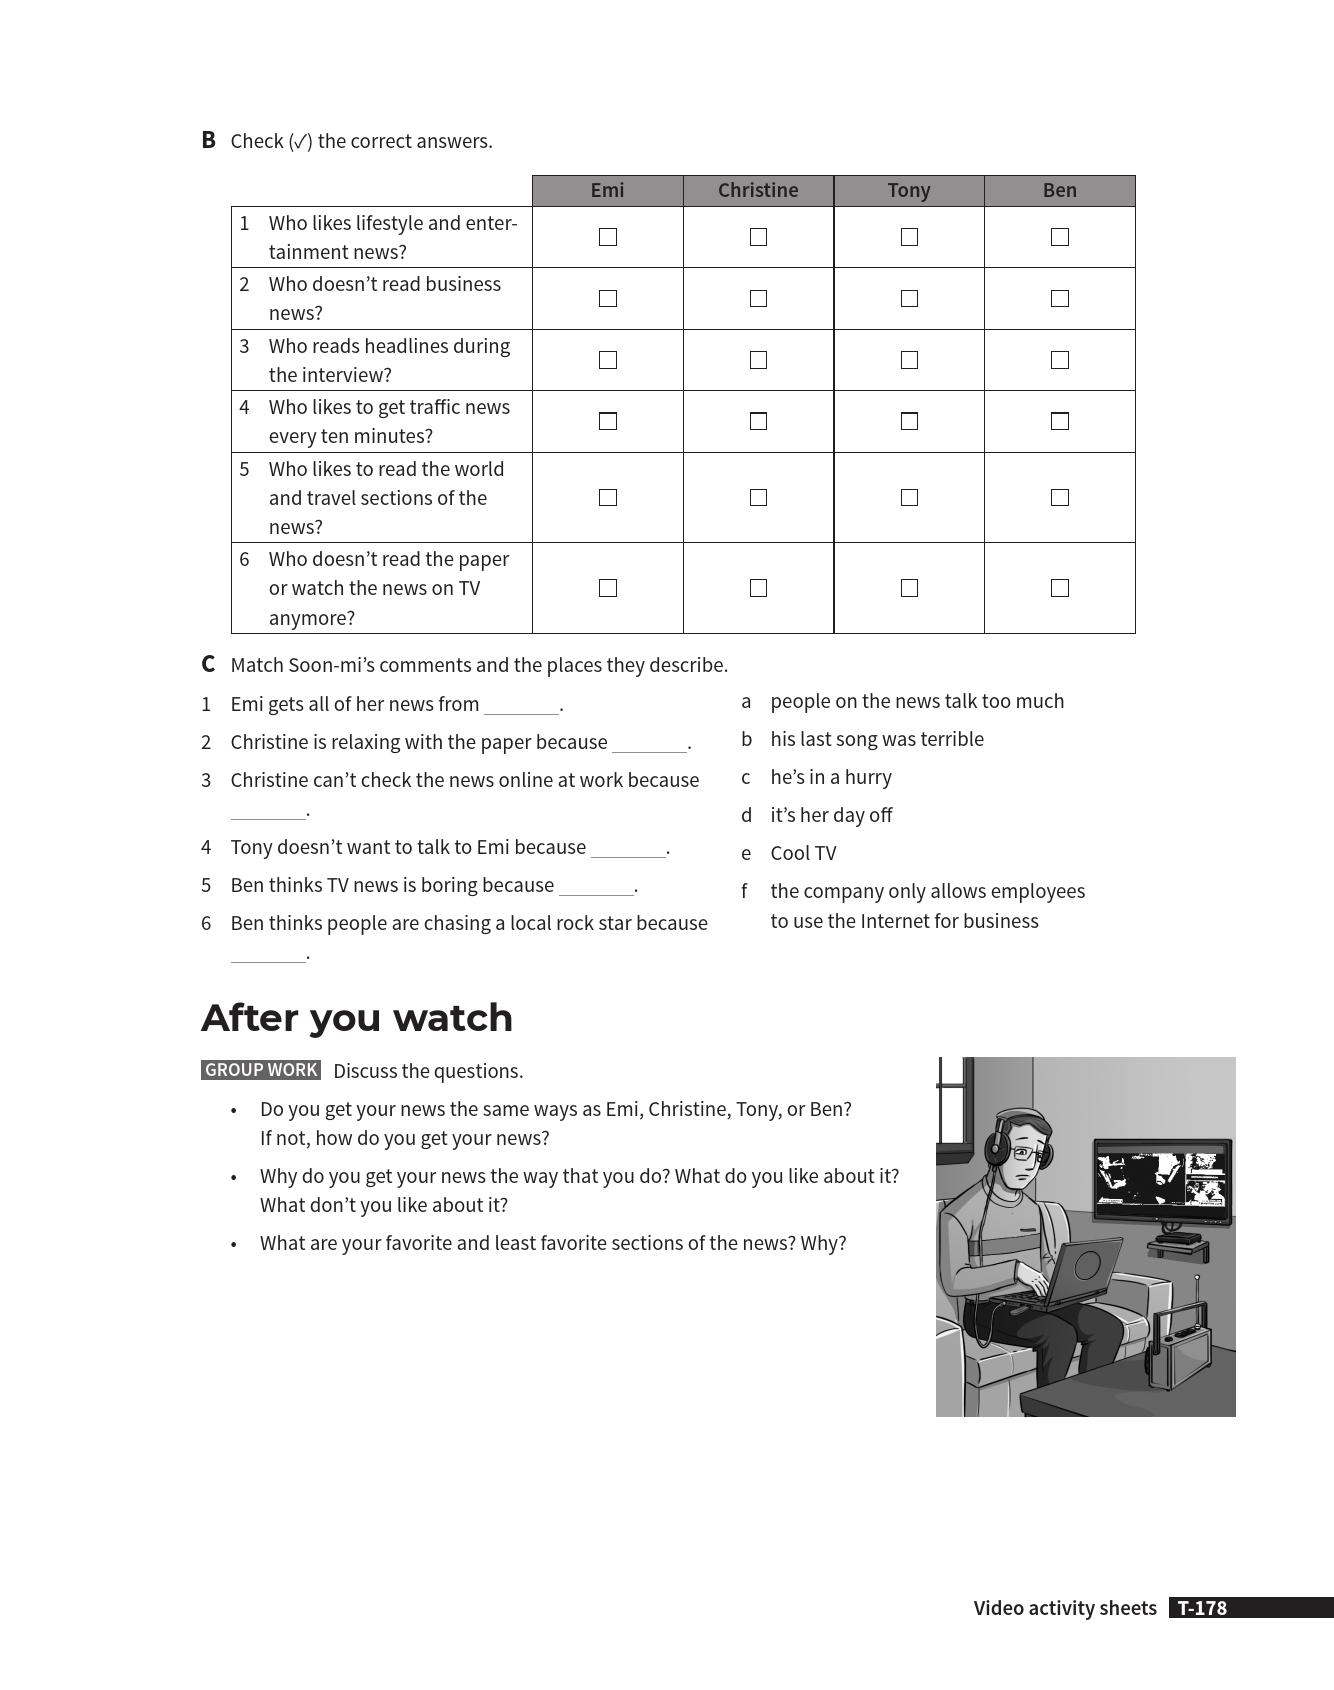 B Check (✓) the correct answers.
Emi Christine Tony Ben
1 Who likes lifestyle and enter-
tainment news?
2 Who doesn’t read business
news?
3 Who reads headlines during
the interview?
4 Who likes to get traffic news
every ten minutes?
5 Who likes to read the world
and travel sections of the
news?
6 Who doesn’t read the paper
or watch the news on TV
anymore?
C Match Soon-mi’s comments and the places they describe.
1 Emi gets all of her news from _______.
2 Christine is relaxing with the paper because _______.
3 Christine can’t check the news online at work because
_______.
4 Tony doesn’t want to talk to Emi because _______.
5 Ben thinks TV news is boring because _______.
6 Ben thinks people are chasing a local rock star because
_______.
a people on the news talk too much
b his last song was terrible
c he’s in a hurry
d it’s her day off
e Cool TV
f the company only allows employees
to use the Internet for business
After you watch
GROUP WORK Discuss the questions.
• Do you get your news the same ways as Emi, Christine, Tony, or Ben?
If not, how do you get your news?
• Why do you get your news the way that you do? What do you like about it?
What don’t you like about it?
• What are your favorite and least favorite sections of the news? Why?
Video activity sheets T-178